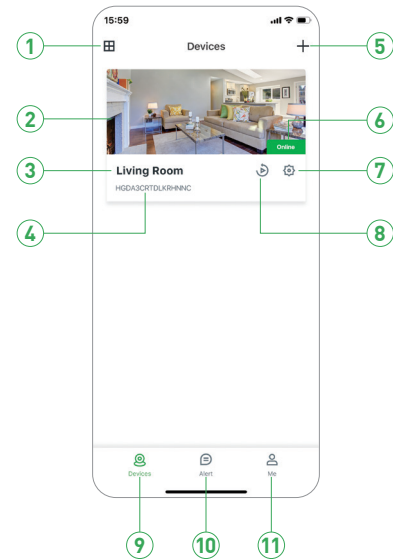 15:59
1 Devices 5
2
6
Online
3 Living Room 7
HGDA3CRTDLKRHNNC
4 8
Devices Alert Me
9 10 11